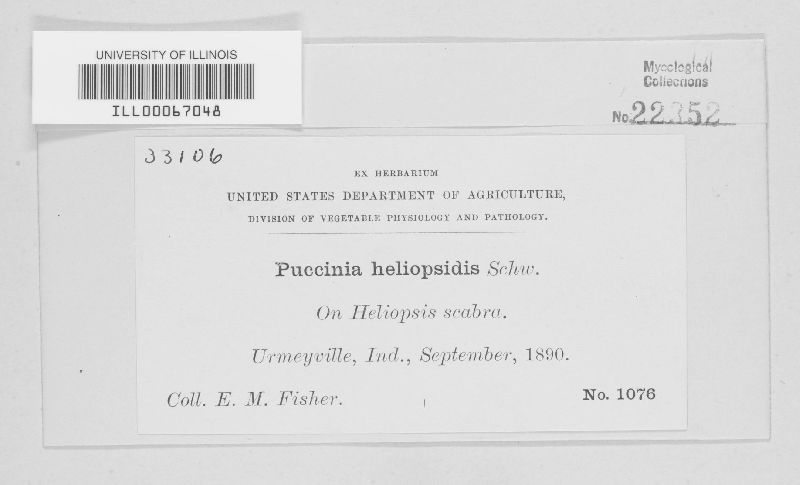 UNIVERSITY OF ILLINOIS
ILL00067048
Mycological
Collections
No. 22352
33106
EX HERBARIUM
UNITED STATES DEPARTMENT OF AGRICULTURE,
DIVISION OF VEGETABLE PHYSIOLOGY AND PATHOLOGY.
Puccinia heliopsidis Schw.
On Heliopsis scabra.
Urmeyville, Ind., September, 1890.
Coll. E. M. Fisher.
No. 1076